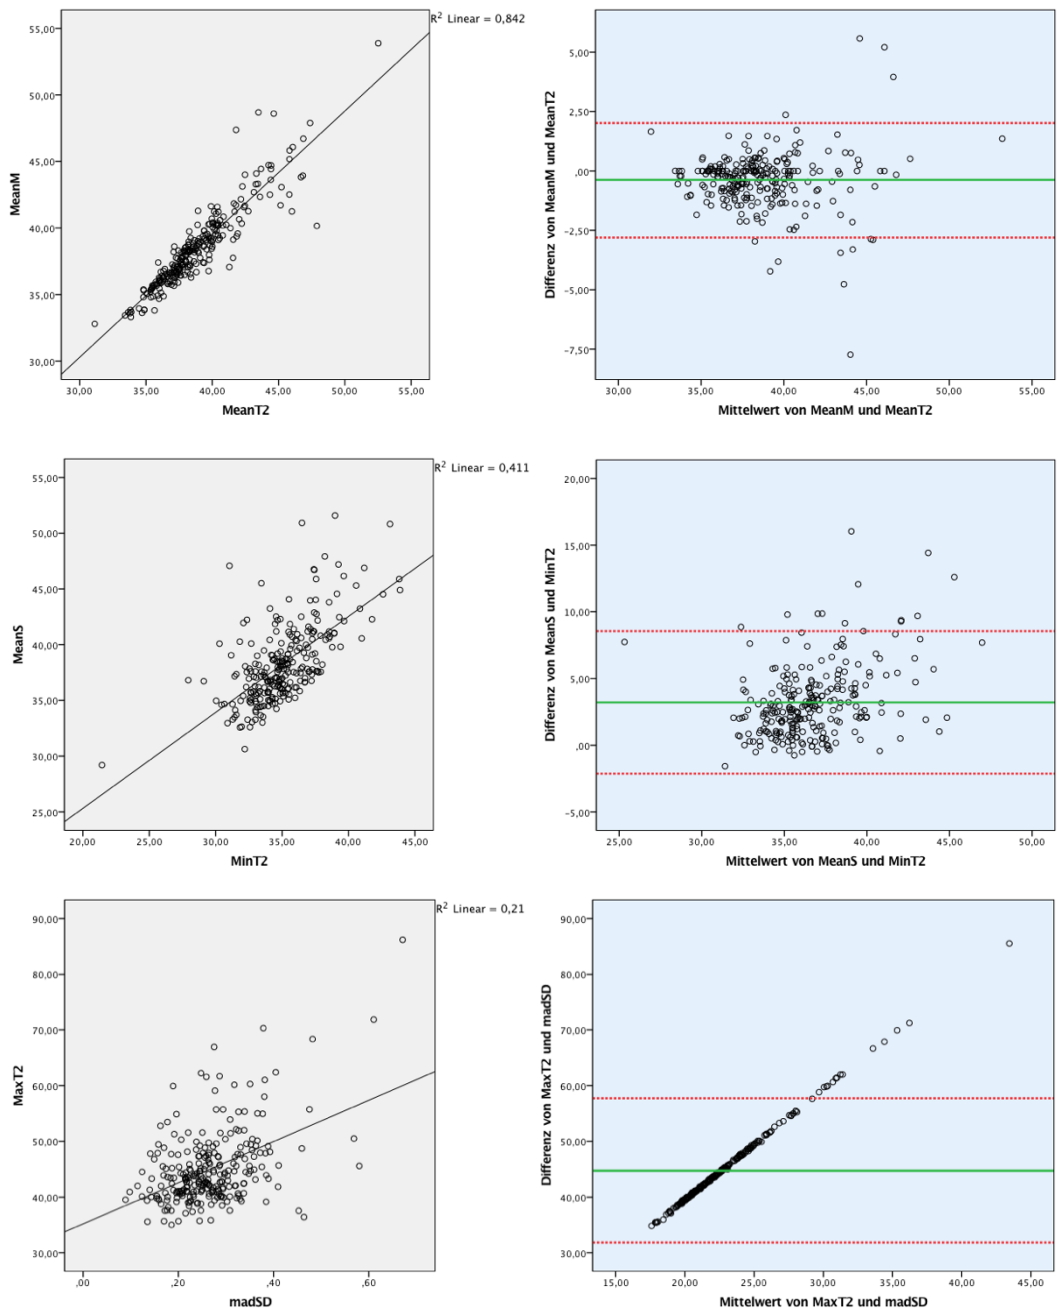 R² Linear = 0,842
55,00
50,00
45,00
40,00
35,00
30,00
MeanM
30,00 35,00 40,00 45,00 50,00 55,00
MeanT2
5,00
2,50
,00
−2,50
−5,00
−7,50
Differenz von MeanM und MeanT2
30,00 35,00 40,00 45,00 50,00 55,00
Mittelwert von MeanM und MeanT2
R² Linear = 0,411
55,00
50,00
45,00
40,00
35,00
30,00
25,00
MeanS
20,00 25,00 30,00 35,00 40,00 45,00
MinT2
20,00
15,00
10,00
5,00
,00
−5,00
Differenz von MeanS und MinT2
25,00 30,00 35,00 40,00 45,00 50,00
Mittelwert von MeanS und MinT2
R² Linear = 0,21
90,00
80,00
70,00
60,00
50,00
40,00
30,00
MaxT2
,00 ,20 ,40 ,60
madSD
90,00
80,00
70,00
60,00
50,00
40,00
30,00
Differenz von MaxT2 und madSD
15,00 20,00 25,00 30,00 35,00 40,00 45,00
Mittelwert von MaxT2 und madSD